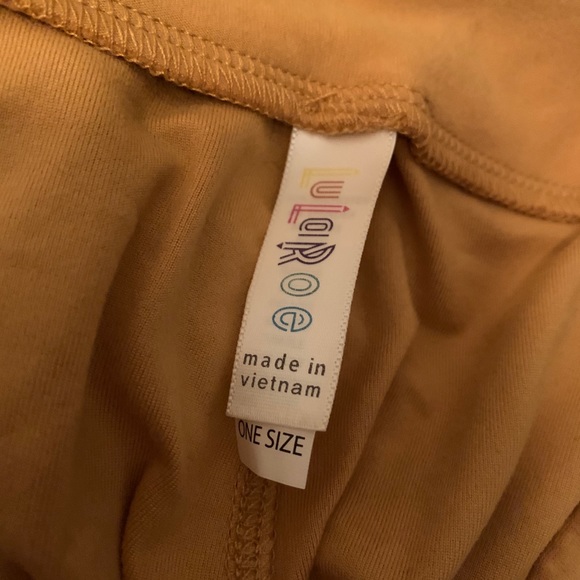 LuLaRoe
made in
vietnam
ONE SIZE